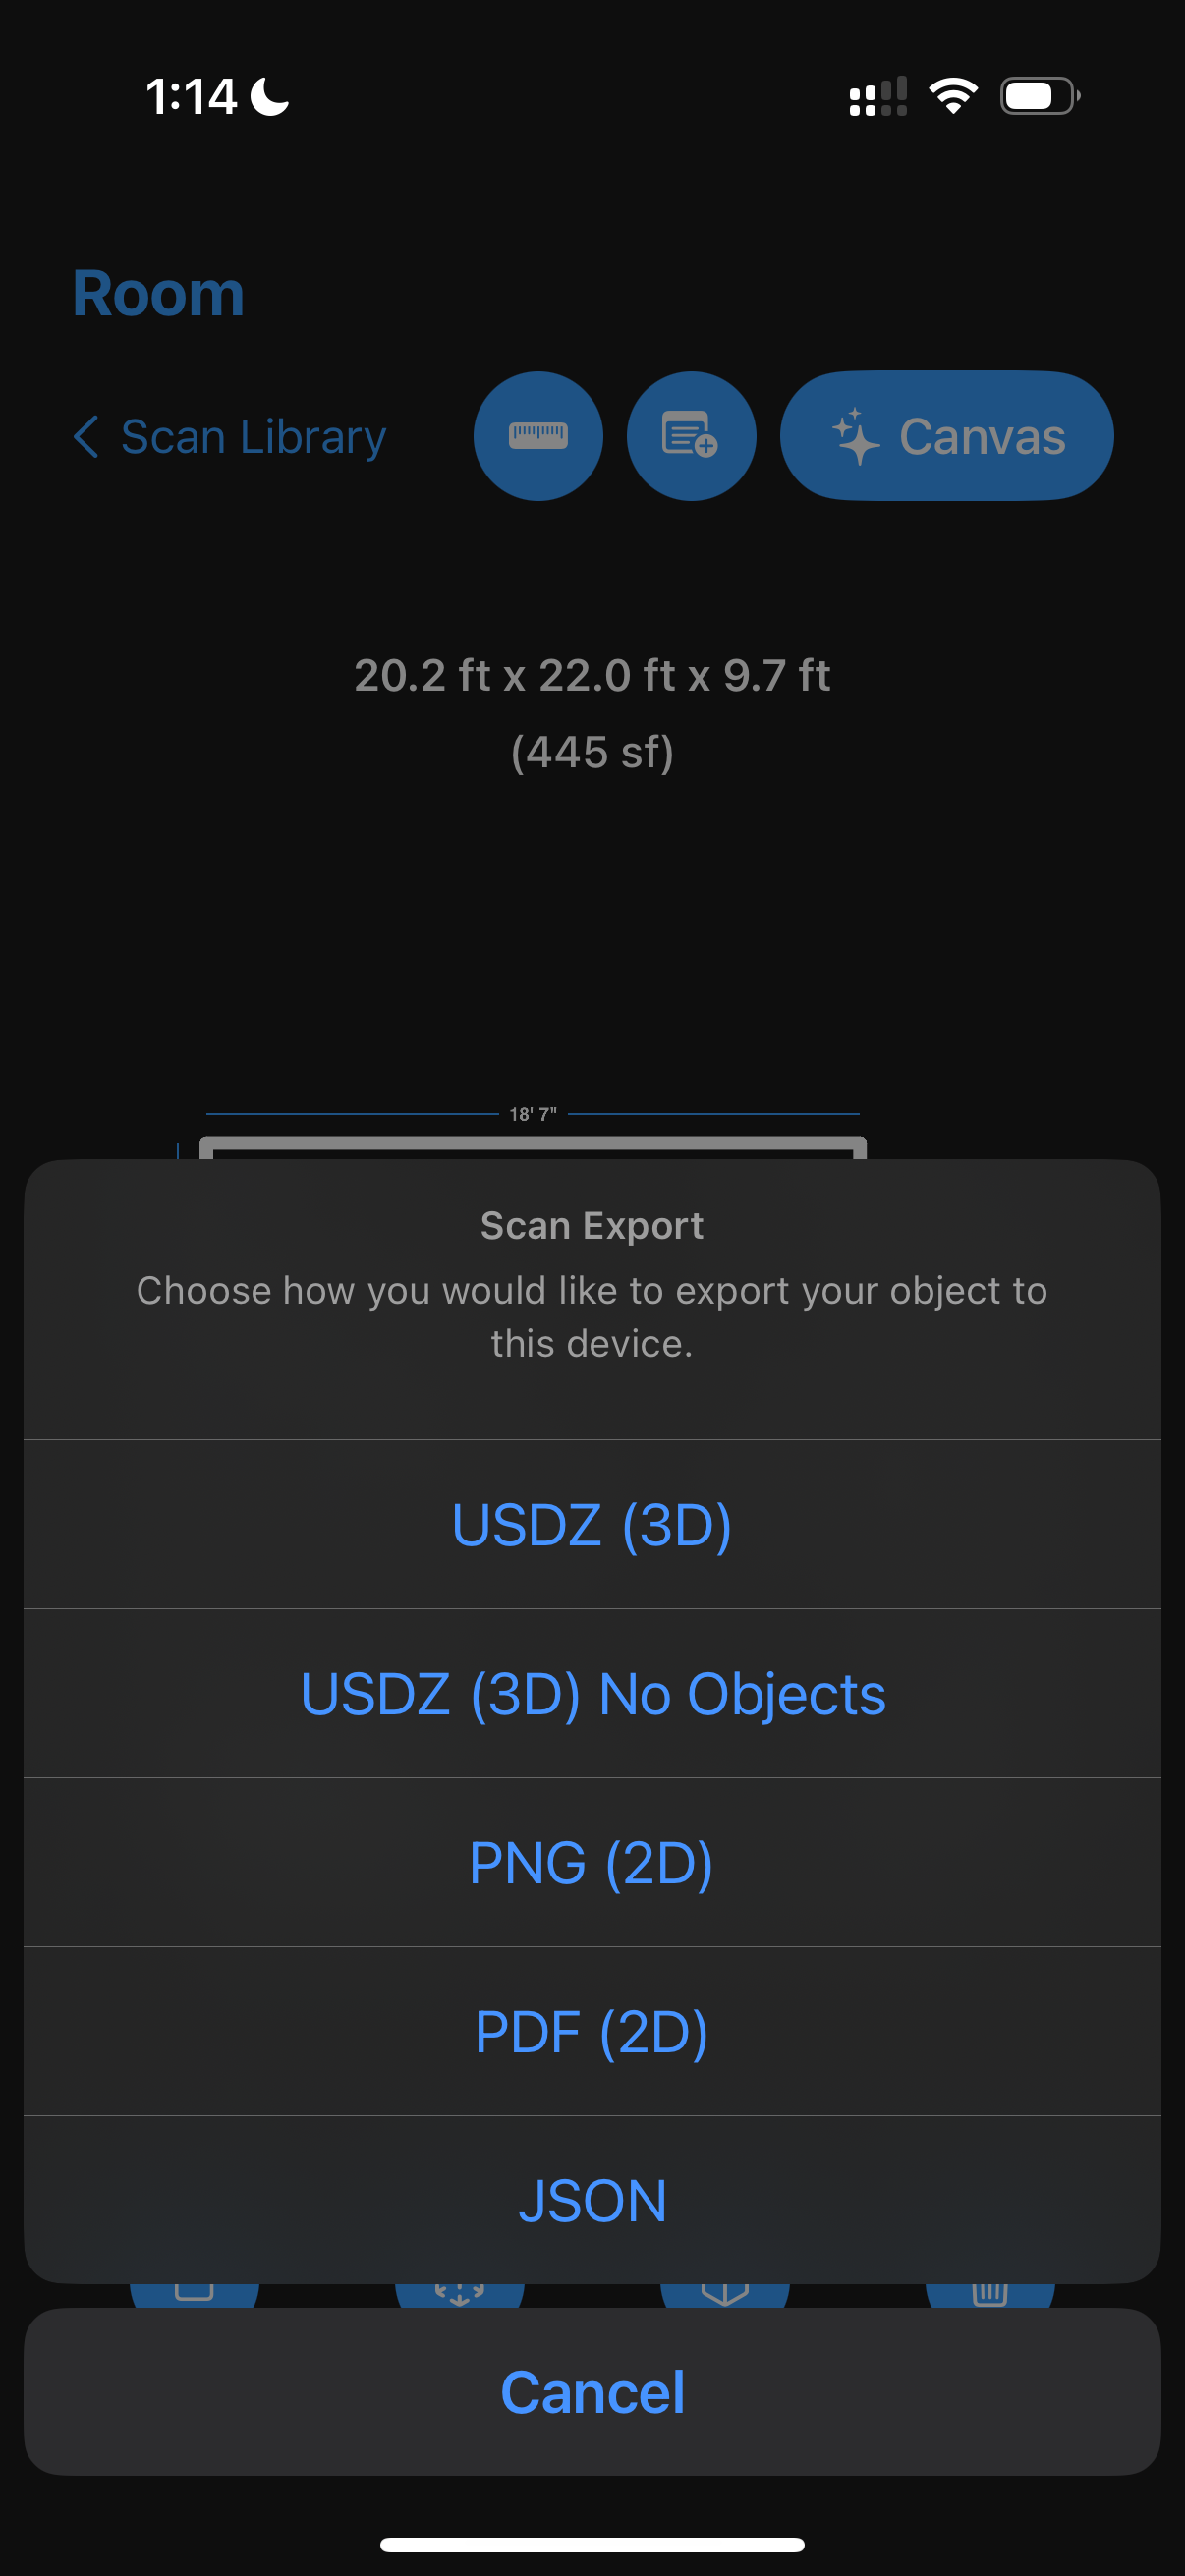 1:14
Room
Scan Library
Canvas
20.2 ft x 22.0 ft x 9.7 ft
(445 sf)
18' 7"
Scan Export
Choose how you would like to export your object to
this device.
USDZ (3D)
USDZ (3D) No Objects
PNG (2D)
PDF (2D)
JSON
Cancel